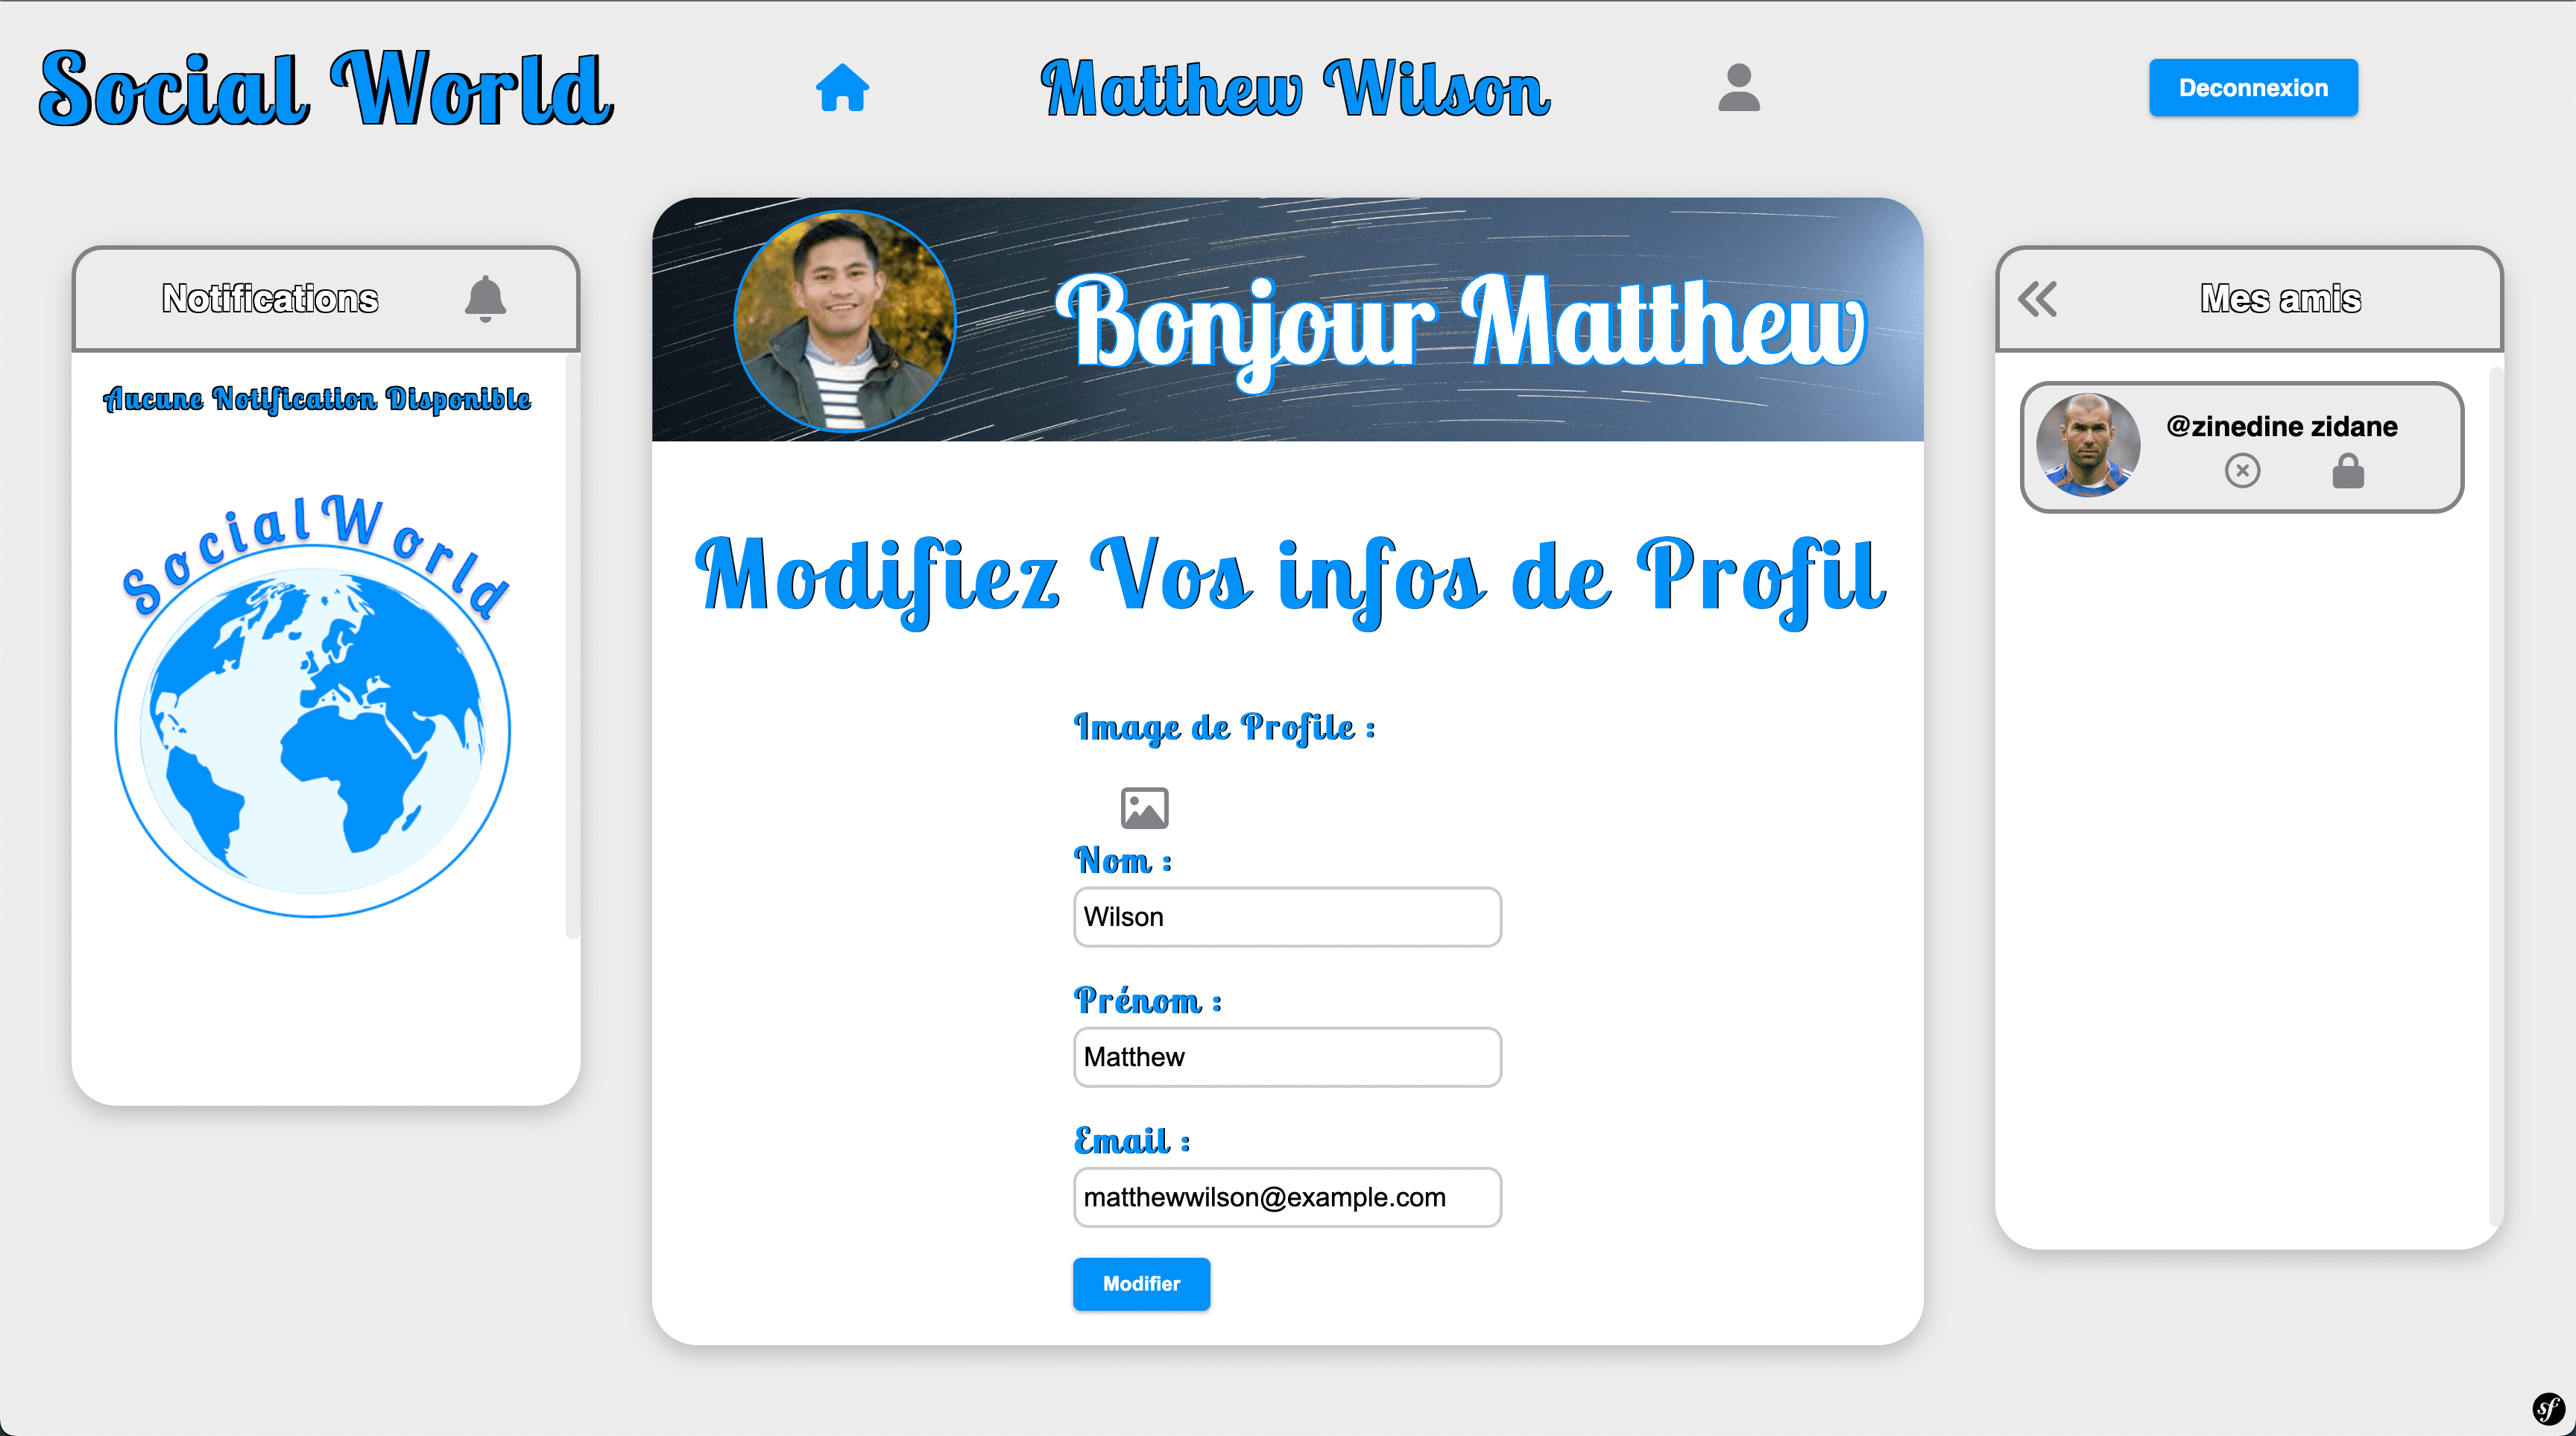 Social World
Matthew Wilson
Deconnexion
Notifications
Aucune Notification Disponible
SocialWorld
Bonjour Matthew
Modifiez Vos infos de Profil
Image de Profile :
Nom :
Wilson
Prénom :
Matthew
Email :
matthewwilson@example.com
Modifier
Mes amis
@zinedine zidane
sf